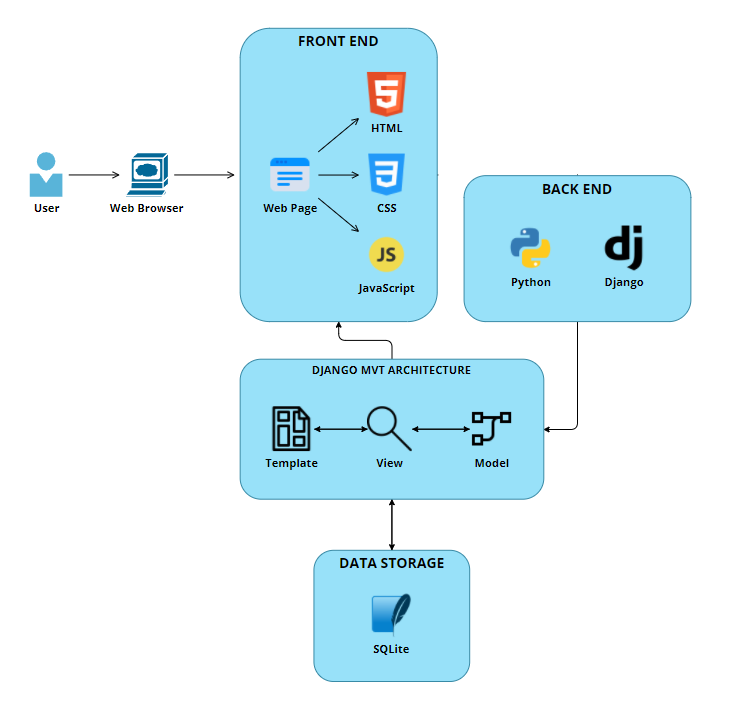 FRONT END
HTML
User
Web Browser
Web Page
CSS
JS
JavaScript
BACK END
Python
dj
Django
DJANGO MVT ARCHITECTURE
Template
View
Model
DATA STORAGE
SQLite